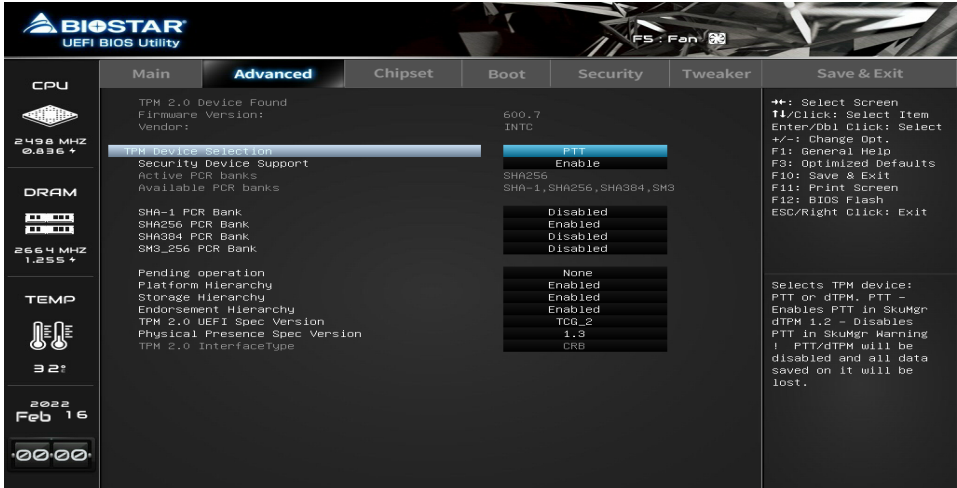 BIOSTAR
UEFI BIOS Utility
F5 : Fan
Main Advanced Chipset Boot Security Tweaker Save & Exit
CPU
2498 MHZ
0.836
DRAM
2664 MHZ
1.255
TEMP
32
2022
Feb 16
00:00
TPM 2.0 Device Found
Firmware Version: 600.7
Vendor: INTC
TPM Device Selection PTT
Security Device Support Enable
Active PCR banks SHA256
Available PCR banks SHA-1,SHA256,SHA384,SM3
SHA-1 PCR Bank Disabled
SHA256 PCR Bank Enabled
SHA384 PCR Bank Disabled
SM3_256 PCR Bank Disabled
Pending operation None
Platform Hierarchy Enabled
Storage Hierarchy Enabled
Endorsement Hierarchy Enabled
TPM 2.0 UEFI Spec Version TCG_2
Physical Presence Spec Version 1.3
TPM 2.0 InterfaceType CRB
→←: Select Screen
↑↓/Click: Select Item
Enter/Dbl Click: Select
+/-: Change Opt.
F1: General Help
F3: Optimized Defaults
F10: Save & Exit
F11: Print Screen
F12: BIOS Flash
ESC/Right Click: Exit
Selects TPM device:
PTT or dTPM. PTT -
Enables PTT in SkuMgr
dTPM 1.2 - Disables
PTT in SkuMgr Warning
! PTT/dTPM will be
disabled and all data
saved on it will be
lost.